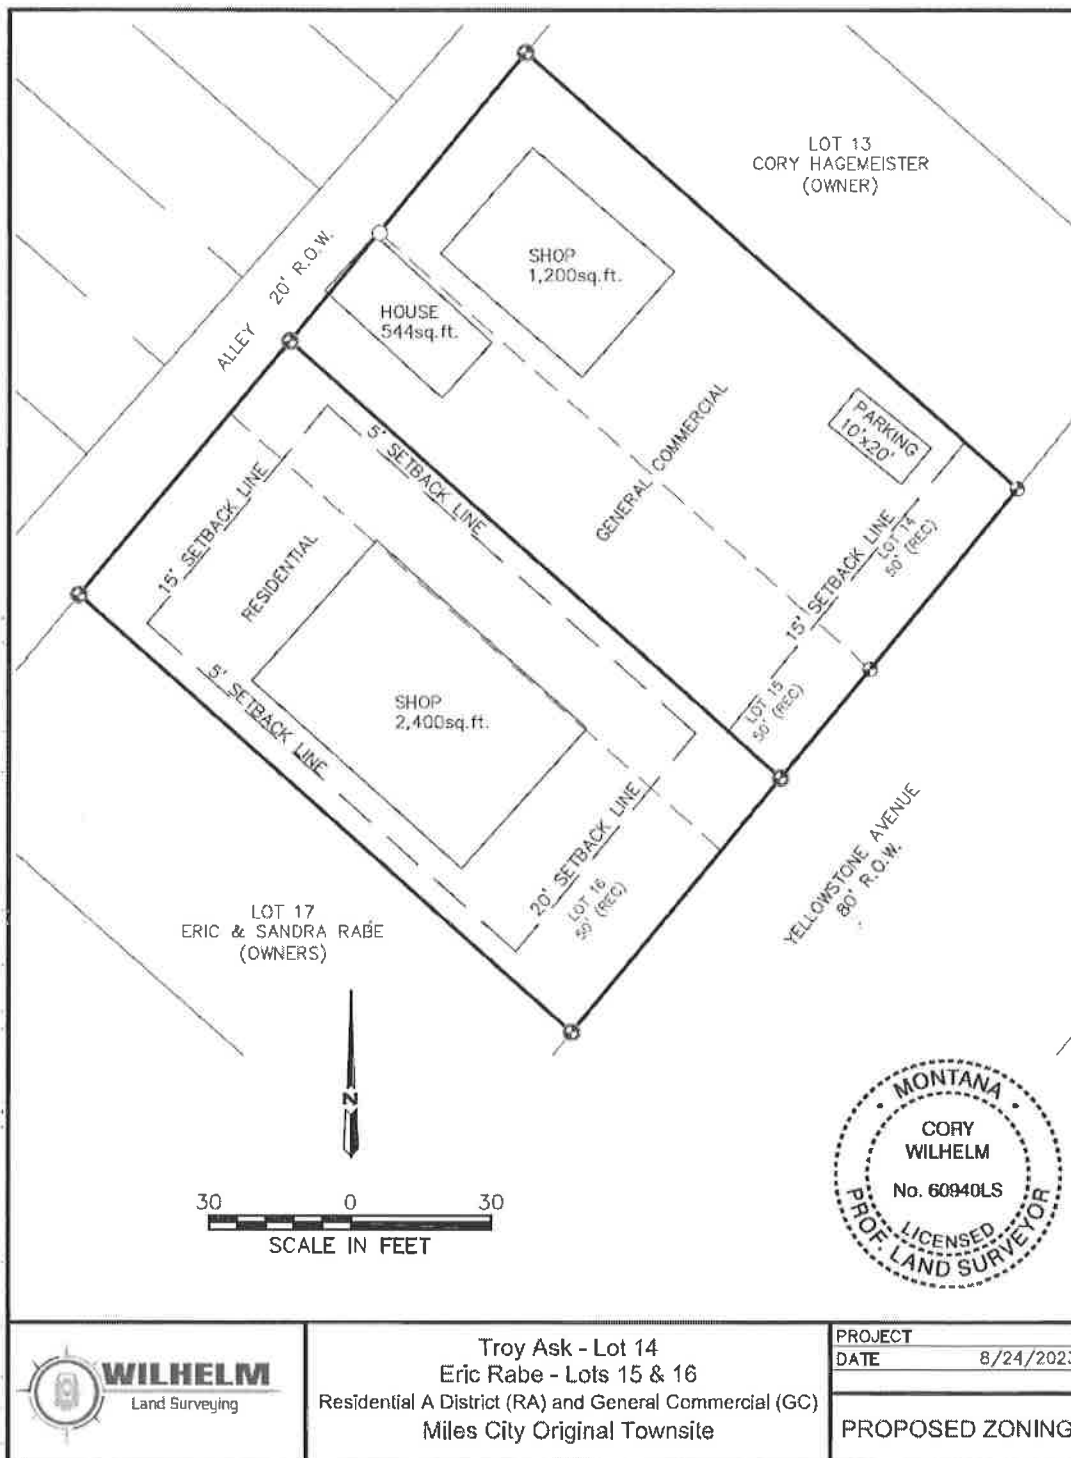 LOT 13
CORY HAGEMEISTER
(OWNER)
ALLEY 20' R.O.W.
SHOP
1,200sq.ft.
HOUSE
544sq.ft.
PARKING
10'x20'
5' SETBACK LINE
GENERAL COMMERCIAL
15' SETBACK LINE
RESIDENTIAL
15' SETBACK LINE
LOT 14
50' (REC)
5' SETBACK LINE
SHOP
2,400sq.ft.
LOT 15
50' (REC)
20' SETBACK LINE
LOT 16
50' (REC)
YELLOWSTONE AVENUE
80' R.O.W.
LOT 17
ERIC & SANDRA RABE
(OWNERS)
N
30 0 30
SCALE IN FEET
MONTANA
CORY
WILHELM
No. 60940LS
LICENSED
PROF. LAND SURVEYOR
WILHELM
Land Surveying
Troy Ask - Lot 14
Eric Rabe - Lots 15 & 16
Residential A District (RA) and General Commercial (GC)
Miles City Original Townsite
PROJECT
DATE 8/24/2023
PROPOSED ZONING